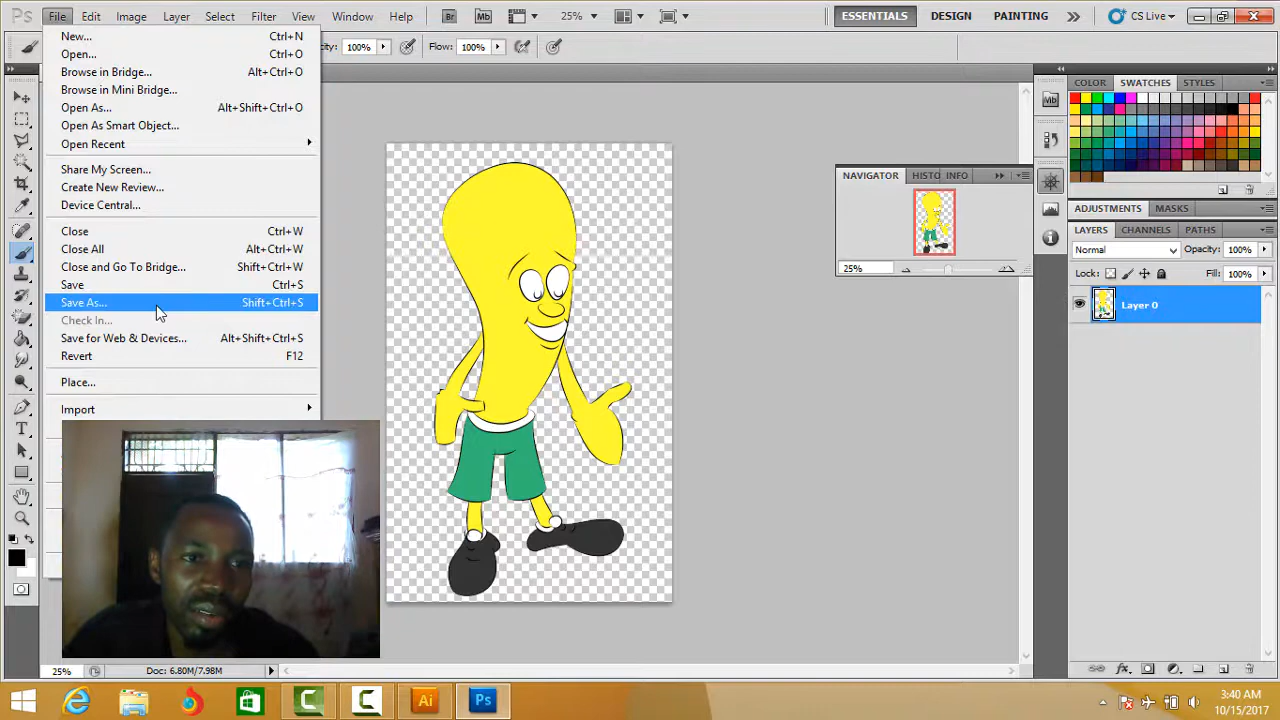 Ps File Edit Image Layer Select Filter View Window Help Br Mb 25% ESSENTIALS DESIGN PAINTING CS Live
100% Flow: 100%
New... Ctrl+N
Open... Ctrl+O
Browse in Bridge... Alt+Ctrl+O
Browse in Mini Bridge...
Open As... Alt+Shift+Ctrl+O
Open As Smart Object...
Open Recent
Share My Screen...
Create New Review...
Device Central...
Close Ctrl+W
Close All Alt+Ctrl+W
Close and Go To Bridge... Shift+Ctrl+W
Save Ctrl+S
Save As... Shift+Ctrl+S
Check In...
Save for Web & Devices... Alt+Shift+Ctrl+S
Revert F12
Place...
Import
NAVIGATOR HISTO INFO
25%
Mb
COLOR SWATCHES STYLES
ADJUSTMENTS MASKS
LAYERS CHANNELS PATHS
Normal Opacity: 100%
Lock: Fill: 100%
Layer 0
25% Doc: 6.80M/7.98M
Ai Ps
3:40 AM
10/15/2017